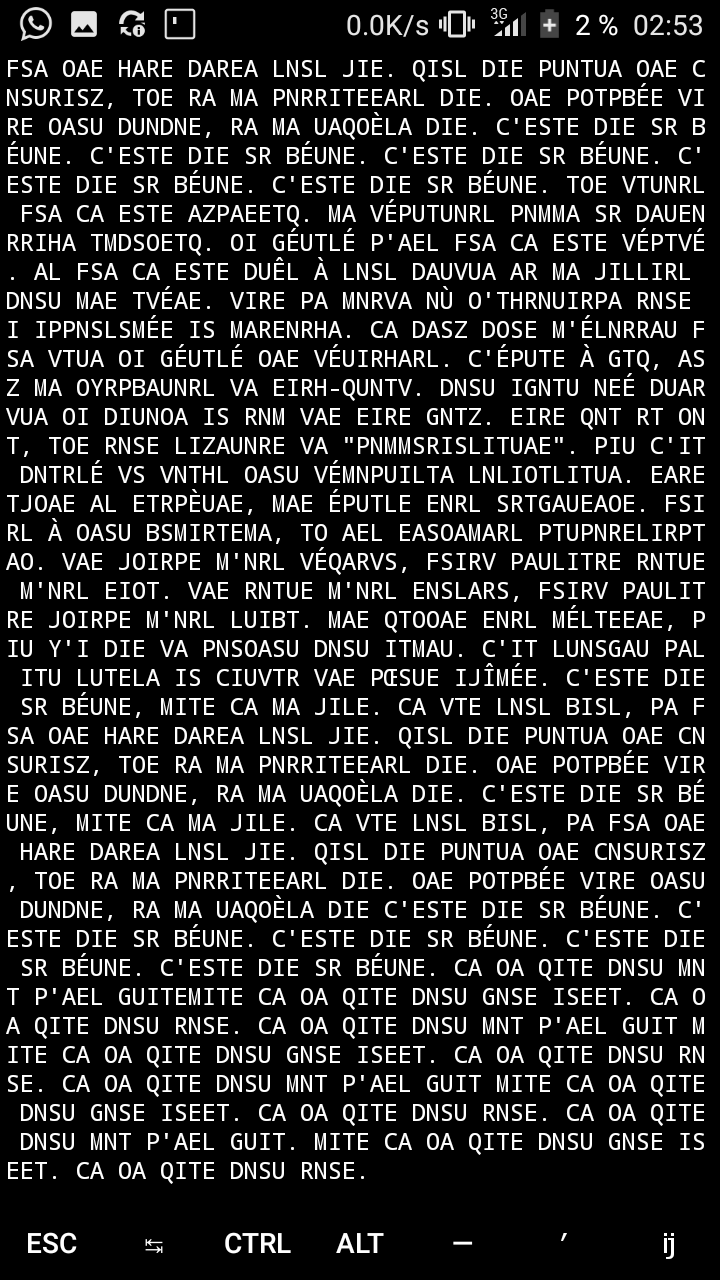 0.0K/s 3G 2 % 02:53
FSA OAE HARE DAREA LNSL JIE. QISL DIE PUNTUA OAE C
NSURISZ, TOE RA MA PNRRITEEARL DIE. OAE POTPBÉE VI
RE OASU DUNDNE, RA MA UAQOÈLA DIE. C'ESTE DIE SR B
ÉUNE. C'ESTE DIE SR BÉUNE. C'ESTE DIE SR BÉUNE. C'
ESTE DIE SR BÉUNE. C'ESTE DIE SR BÉUNE. TOE VTUNRL
FSA CA ESTE AZPAEETQ. MA VÉPUTUNRL PNMMA SR DAUEN
RRIHA TMDSOETQ. OI GÉUTLÉ P'AEL FSA CA ESTE VÉPTVÉ
. AL FSA CA ESTE DUÊL À LNSL DAUVUA AR MA JILLIRL
DNSU MAE TVÉAE. VIRE PA MNRVA NÙ O'THRNUIRPA RNSE
I IPPNSLSMÉE IS MARENRHA. CA DASZ DOSE M'ÉLNRRAU F
SA VTUA OI GÉUTLÉ OAE VÉUIRHARL. C'ÉPUTE À GTQ, AS
Z MA OYRPBAUNRL VA EIRH-QUNTV. DNSU IGNTU NEÉ DUAR
VUA OI DIUNOA IS RNM VAE EIRE GNTZ. EIRE QNT RT ON
T, TOE RNSE LIZAUNRE VA "PNMMSRISLITUAE". PIU C'IT
DNTRLÉ VS VNTHL OASU VÉMNPUILTA LNLIOTLITUA. EARE
TJOAE AL ETRPÈUAE, MAE ÉPUTLE ENRL SRTGAUEAOE. FSI
RL À OASU BSMIRTEMA, TO AEL EASOAMARL PTUPNRELIRPT
AO. VAE JOIRPE M'NRL VÉQARVS, FSIRV PAULITRE RNTUE
M'NRL EIOT. VAE RNTUE M'NRL ENSLARS, FSIRV PAULIT
RE JOIRPE M'NRL LUIBT. MAE QTOOAE ENRL MÉLTEEAE, P
IU Y'I DIE VA PNSOASU DNSU ITMAU. C'IT LUNSGAU PAL
ITU LUTELA IS CIUVTR VAE PŒSUE IJÎMÉE. C'ESTE DIE
SR BÉUNE, MITE CA MA JILE. CA VTE LNSL BISL, PA F
SA OAE HARE DAREA LNSL JIE. QISL DIE PUNTUA OAE CN
SURISZ, TOE RA MA PNRRITEEARL DIE. OAE POTPBÉE VIR
E OASU DUNDNE, RA MA UAQOÈLA DIE. C'ESTE DIE SR BÉ
UNE, MITE CA MA JILE. CA VTE LNSL BISL, PA FSA OAE
HARE DAREA LNSL JIE. QISL DIE PUNTUA OAE CNSURISZ
, TOE RA MA PNRRITEEARL DIE. OAE POTPBÉE VIRE OASU
DUNDNE, RA MA UAQOÈLA DIE C'ESTE DIE SR BÉUNE. C'
ESTE DIE SR BÉUNE. C'ESTE DIE SR BÉUNE. C'ESTE DIE
SR BÉUNE. C'ESTE DIE SR BÉUNE. CA OA QITE DNSU MN
T P'AEL GUITEMITE CA OA QITE DNSU GNSE ISEET. CA O
A QITE DNSU RNSE. CA OA QITE DNSU MNT P'AEL GUIT M
ITE CA OA QITE DNSU GNSE ISEET. CA OA QITE DNSU RN
SE. CA OA QITE DNSU MNT P'AEL GUIT MITE CA OA QITE
DNSU GNSE ISEET. CA OA QITE DNSU RNSE. CA OA QITE
DNSU MNT P'AEL GUIT. MITE CA OA QITE DNSU GNSE IS
EET. CA OA QITE DNSU RNSE.
ESC ↹ CTRL ALT — ′ ĳ